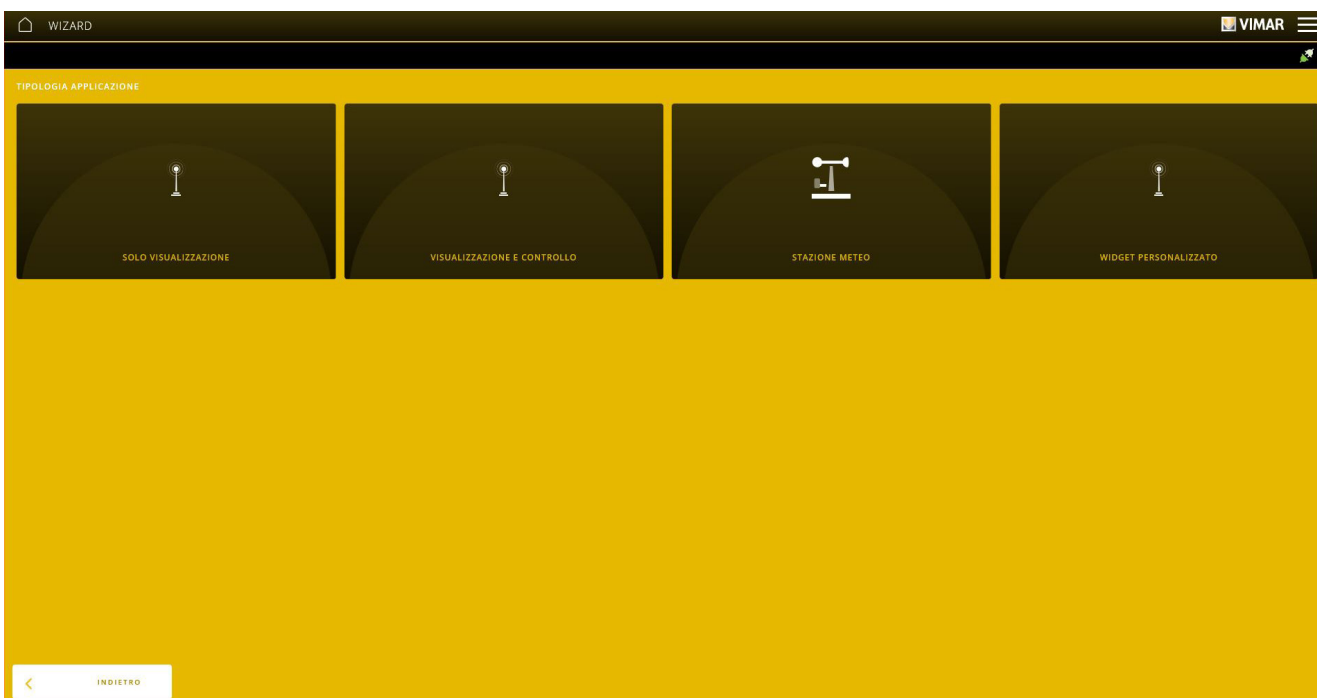 WIZARD
VIMAR
TIPOLOGIA APPLICAZIONE
SOLO VISUALIZZAZIONE
VISUALIZZAZIONE E CONTROLLO
STAZIONE METEO
WIDGET PERSONALIZZATO
INDIETRO